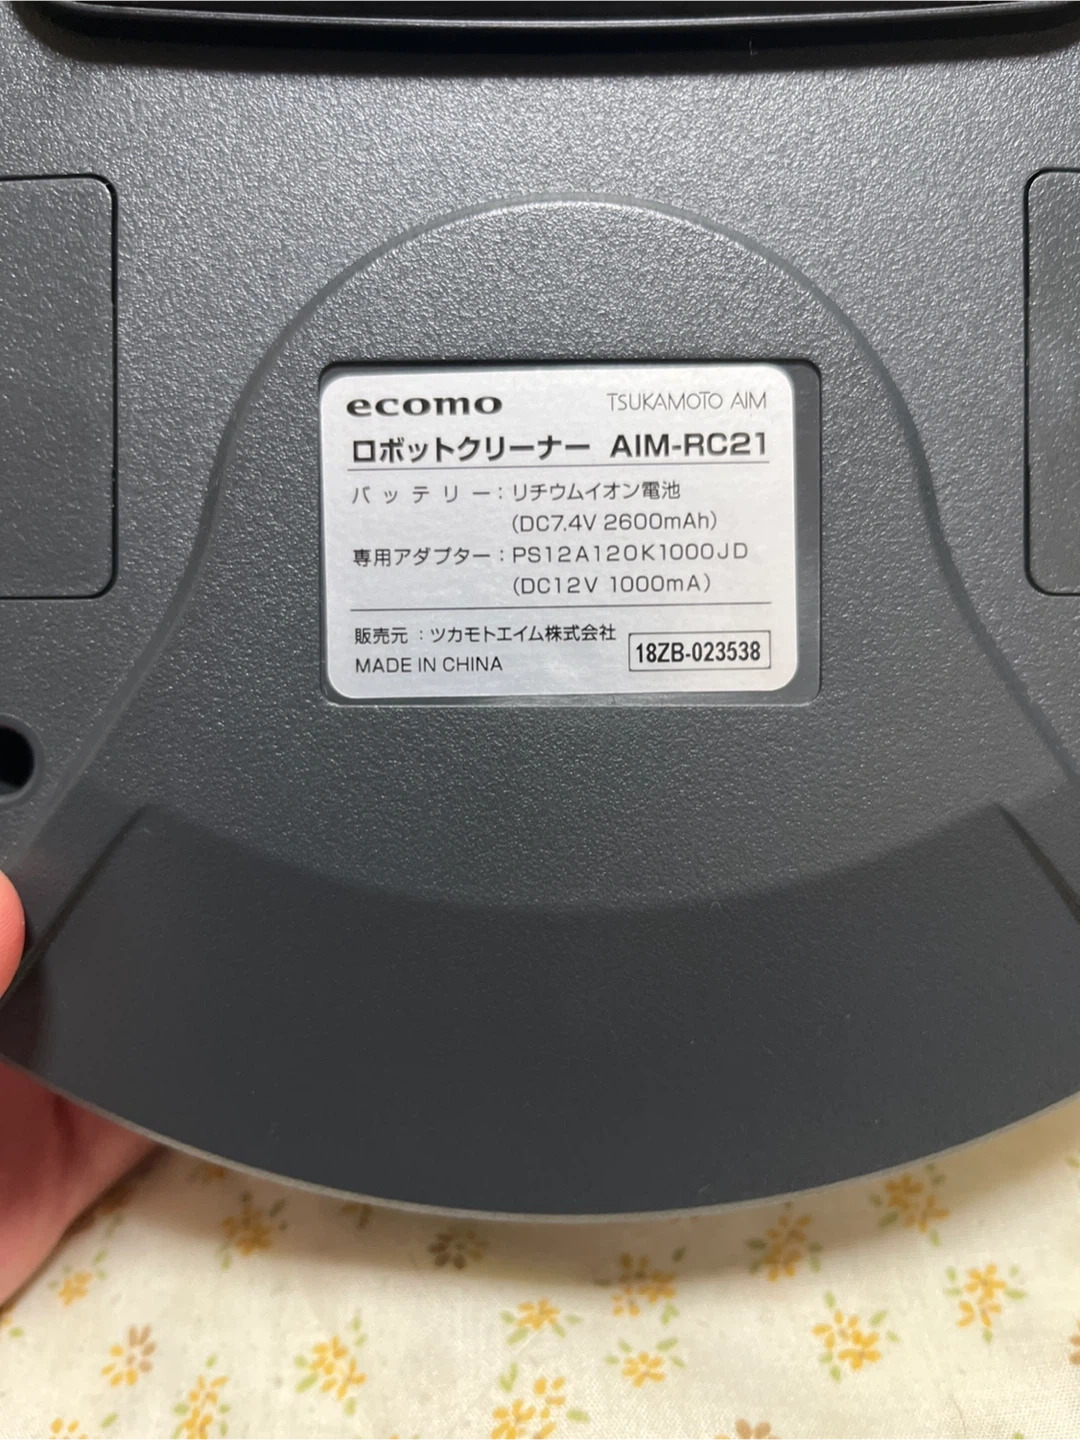 ecomo TSUKAMOTO AIM
ロボットクリーナー AIM-RC21
バッテリー：リチウムイオン電池
(DC7.4V 2600mAh)
専用アダプター：PS12A120K1000JD
(DC12V 1000mA)
販売元：ツカモトエイム株式会社
MADE IN CHINA
18ZB-023538